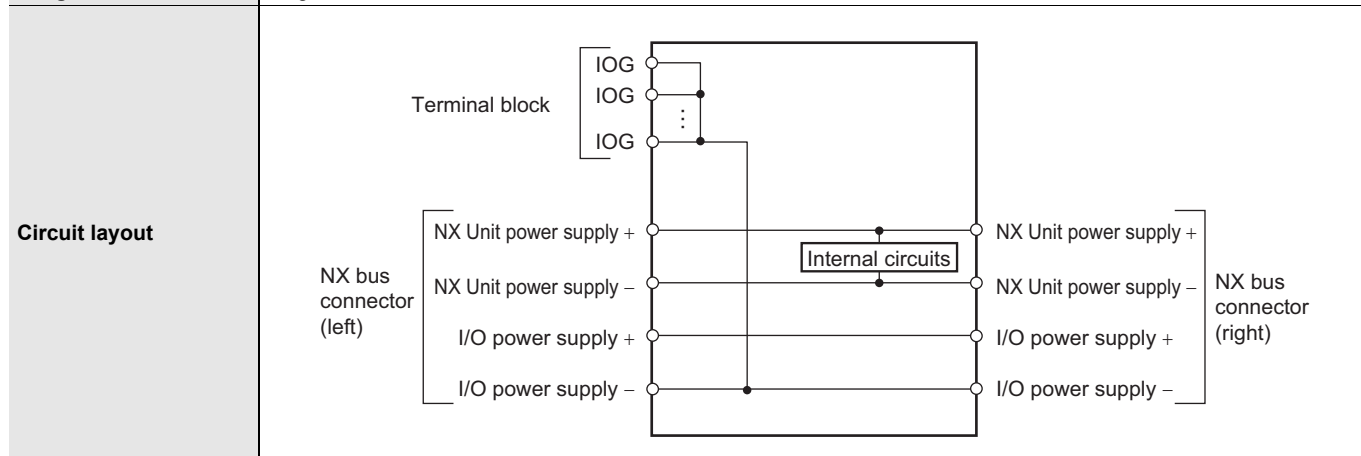 Circuit layout
Terminal block
IOG
IOG
⋮
IOG
NX bus
connector
(left)
NX Unit power supply +
NX Unit power supply −
I/O power supply +
I/O power supply −
Internal circuits
NX Unit power supply +
NX Unit power supply −
I/O power supply +
I/O power supply −
NX bus
connector
(right)